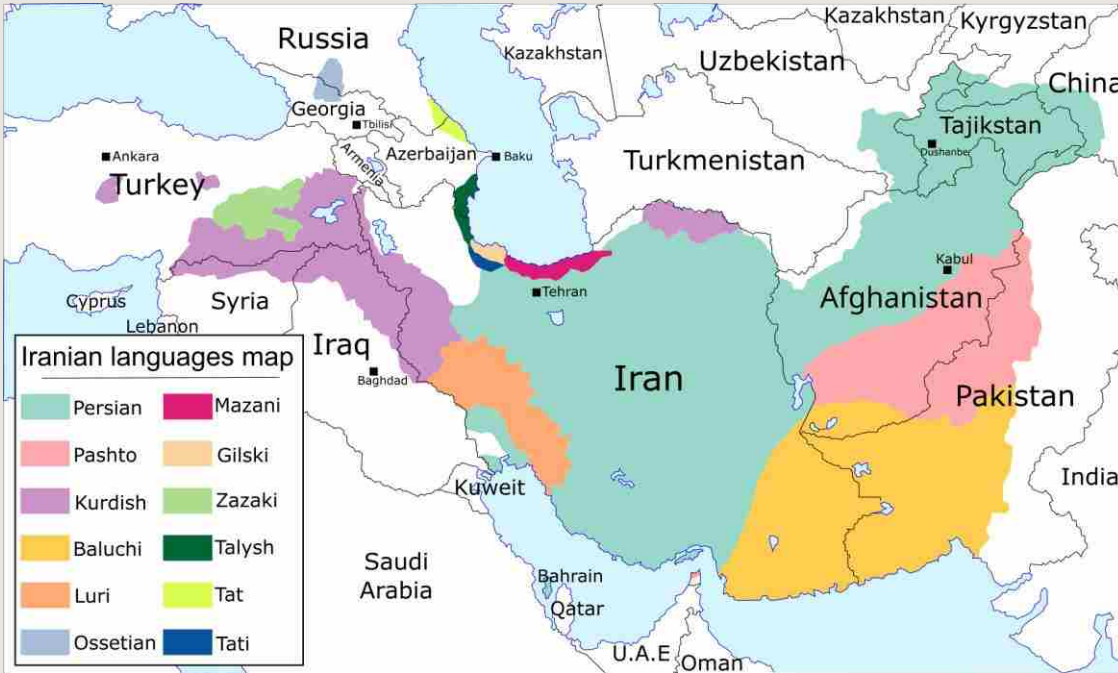 Kazakhstan
Kyrgyzstan
Russia
Kazakhstan
Uzbekistan
China
Georgia
Tbilisi
Tajikstan
Dushanbe
Armenia
Azerbaijan
Baku
Ankara
Turkey
Turkmenistan
Kabul
Afghanistan
Tehran
Cyprus
Syria
Lebanon
Iraq
Baghdad
Iran
Pakistan
Kuweit
India
Saudi
Arabia
Bahrain
Qatar
U.A.E
Oman
Iranian languages map
Persian
Mazani
Pashto
Gilski
Kurdish
Zazaki
Baluchi
Talysh
Luri
Tat
Ossetian
Tati